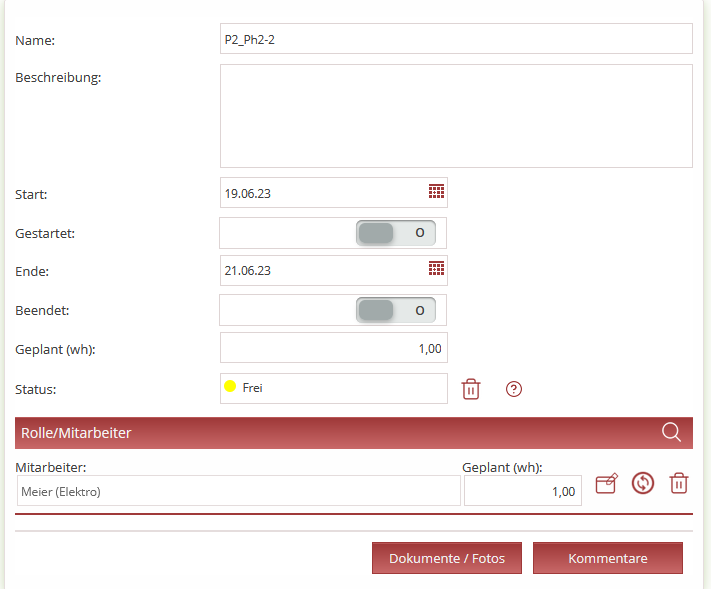 Name: P2_Ph2-2
Beschreibung:
Start: 19.06.23
Gestartet: O
Ende: 21.06.23
Beendet: O
Geplant (wh): 1,00
Status: Frei ?
Rolle/Mitarbeiter
Mitarbeiter: Geplant (wh):
Meier (Elektro) 1,00
Dokumente / Fotos Kommentare